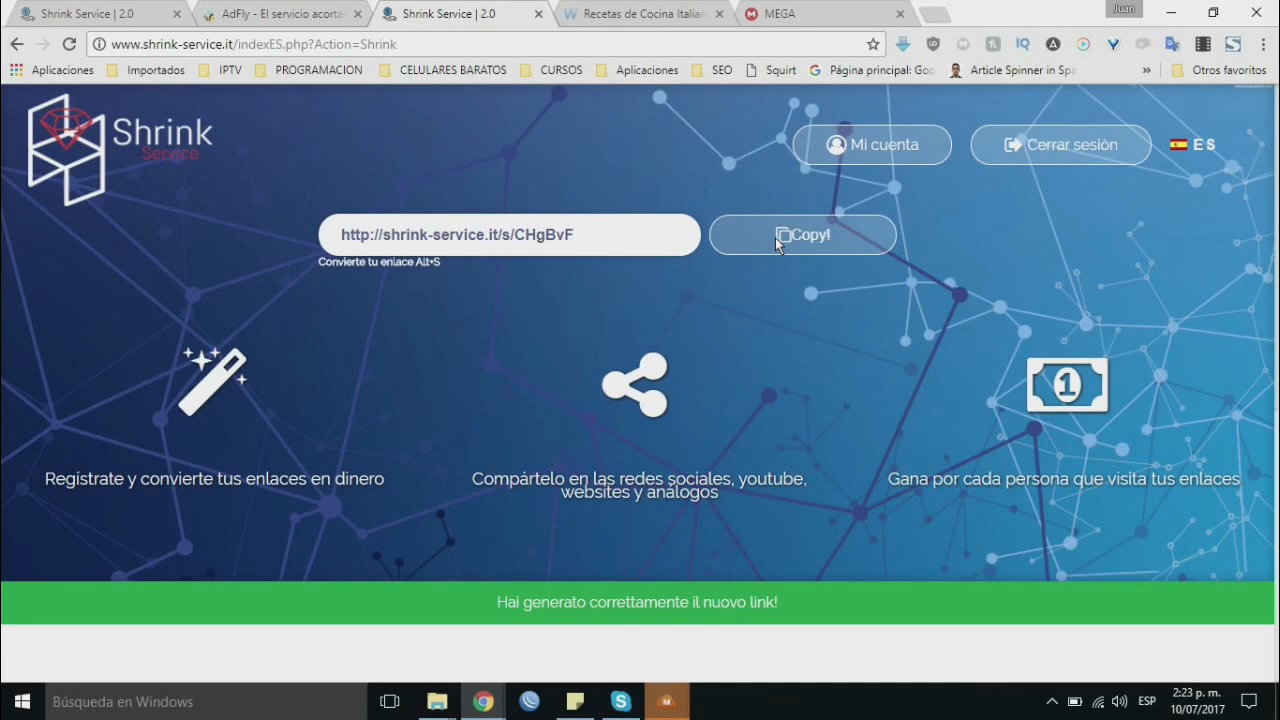 Shrink Service | 2.0
AdFly - El servicio acorta
Shrink Service | 2.0
Recetas de Cocina Italian
MEGA
Juan
www.shrink-service.it/indexES.php?Action=Shrink
Aplicaciones
Importados
IPTV
PROGRAMACION
CELULARES BARATOS
CURSOS
Aplicaciones
SEO
Squirt
Página principal: Goo
Article Spinner in Spa
»
Otros favoritos
Shrink
Service
Mi cuenta
Cerrar sesión
ES
http://shrink-service.it/s/CHgBvF
Copy!
Convierte tu enlace Alt+S
Registrate y convierte tus enlaces en dinero
Compártelo en las redes sociales, youtube,
websites y análogos
Gana por cada persona que visita tus enlaces
Hai generato correttamente il nuovo link!
Búsqueda en Windows
ESP
2:23 p. m.
10/07/2017